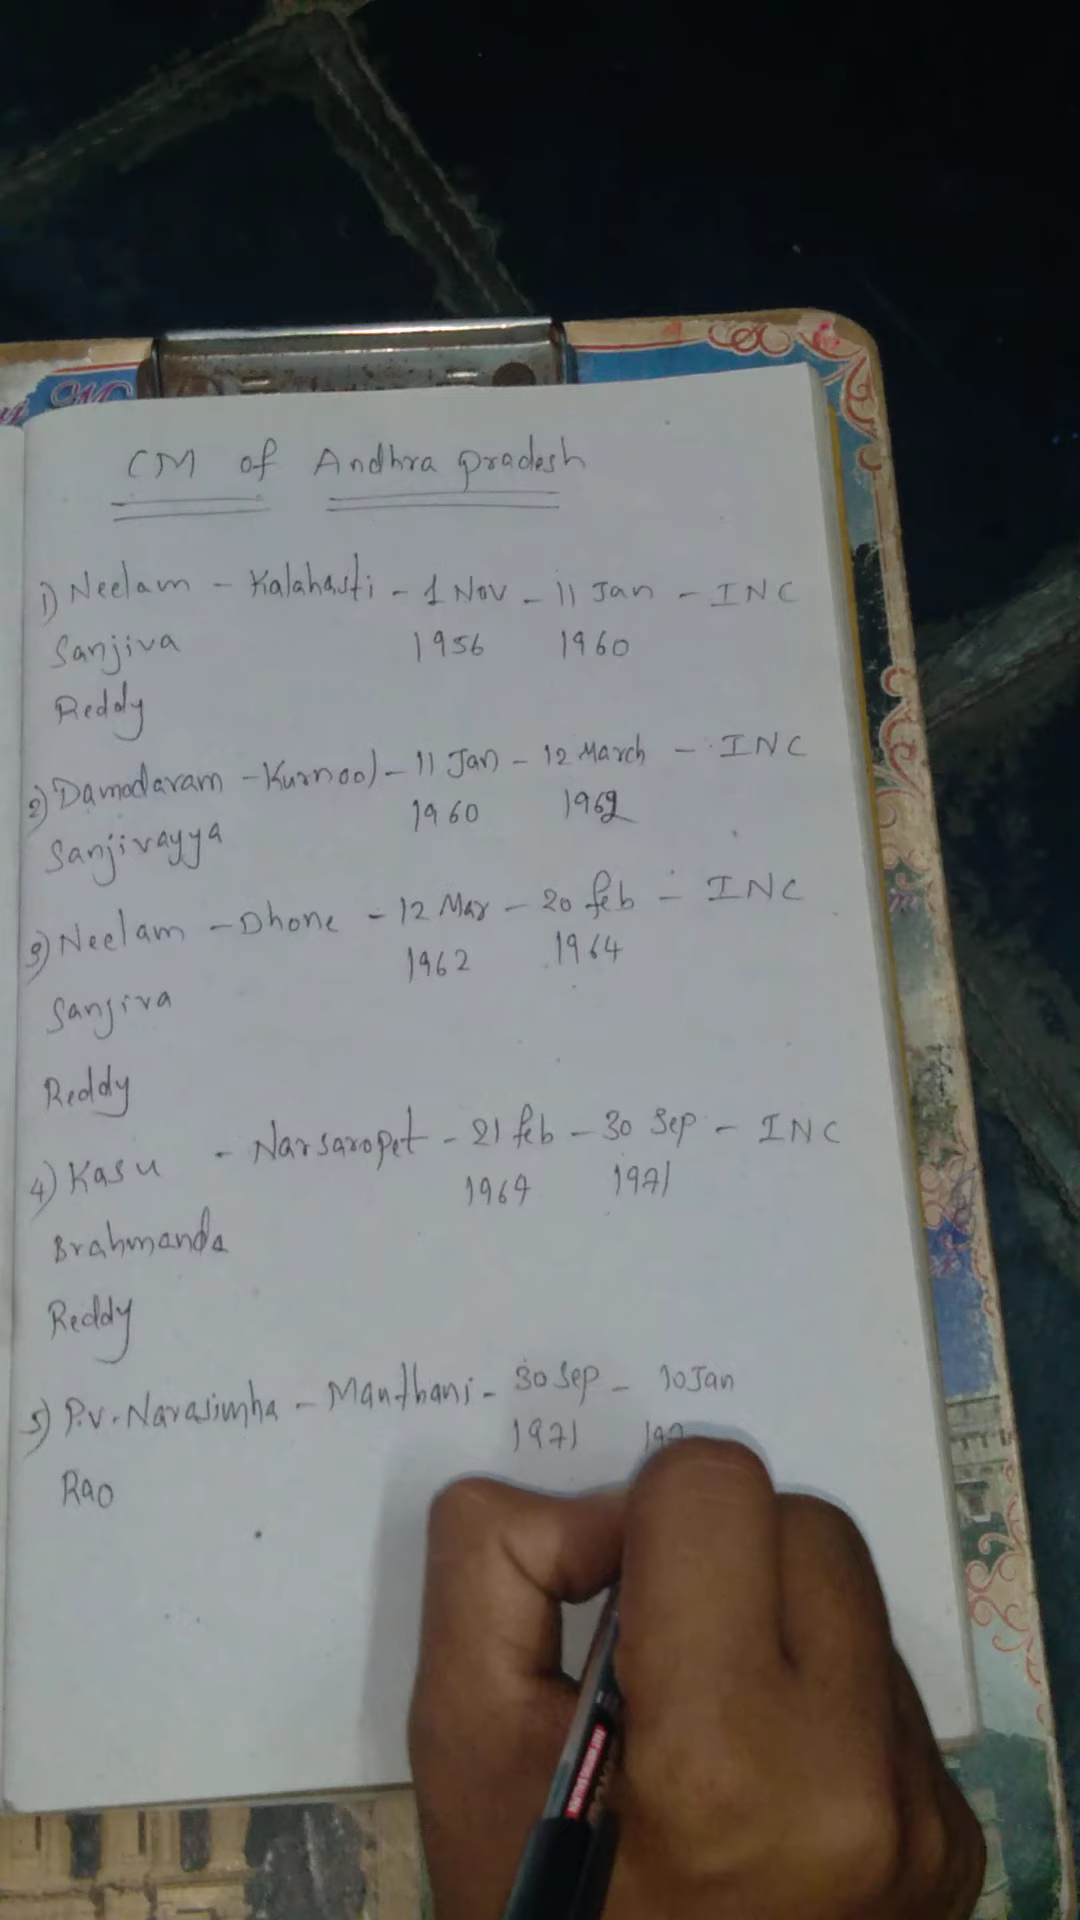 CM of Andhra pradesh
1) Neelam - Kalahasti - 1 Nov - 11 Jan - INC
Sanjiva 1956 1960
Reddy
2) Damodaram - Kurnool - 11 Jan - 12 March - INC
Sanjivayya 1960 1962
3) Neelam - Dhone - 12 Mar - 20 feb - INC
Sanjiva 1962 1964
Reddy
4) Kasu - Narsaropet - 21 feb - 30 Sep - INC
Brahmanda 1964 1971
Reddy
5) P.V. Narasimha - Manthani - 30 Sep - 10 Jan
Rao 1971 197